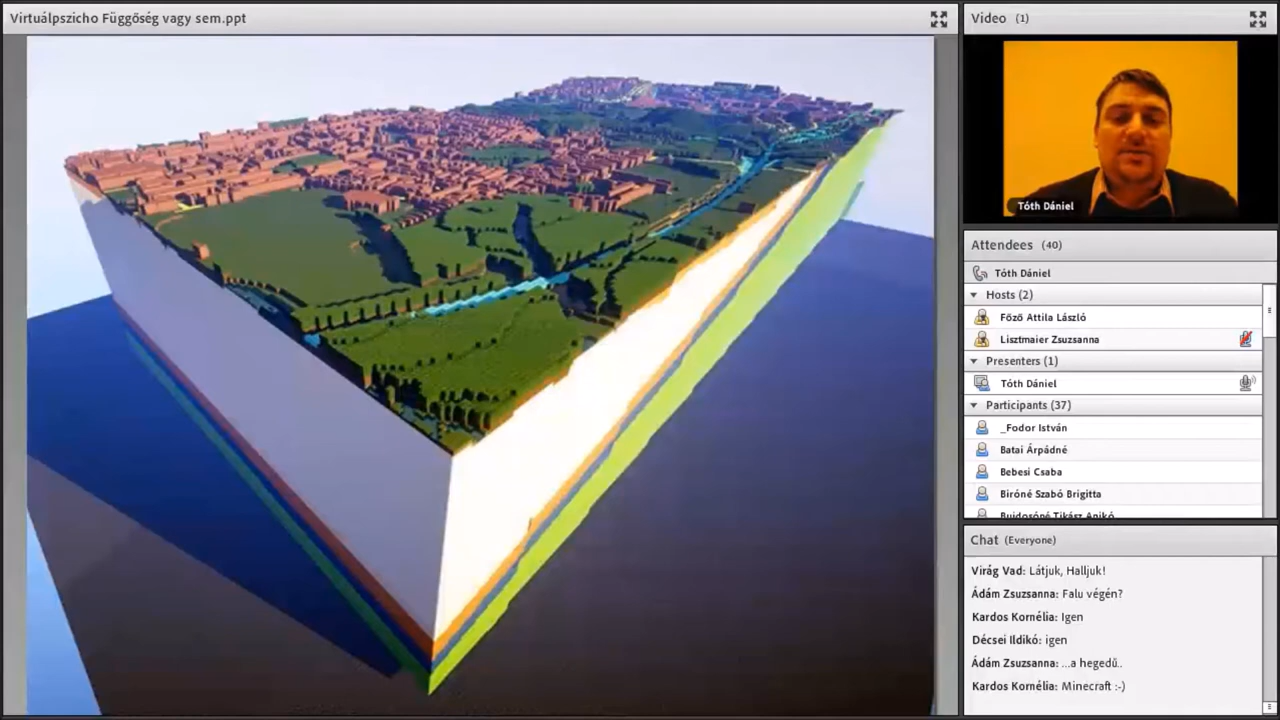 Virtuálpszicho Függőség vagy sem.ppt
Video (1)
Tóth Dániel
Attendees (40)
Tóth Dániel
Hosts (2)
Főző Attila László
Lisztmaier Zsuzsanna
Presenters (1)
Tóth Dániel
Participants (37)
_Fodor István
Batai Árpádné
Bebesi Csaba
Biróné Szabó Brigitta
Bujdosóné Tikász Anikó
Chat (Everyone)
Virág Vad: Látjuk, Halljuk!
Ádám Zsuzsanna: Falu végén?
Kardos Kornélia: Igen
Décsei Ildikó: igen
Ádám Zsuzsanna: ...a hegedű..
Kardos Kornélia: Minecraft :-)